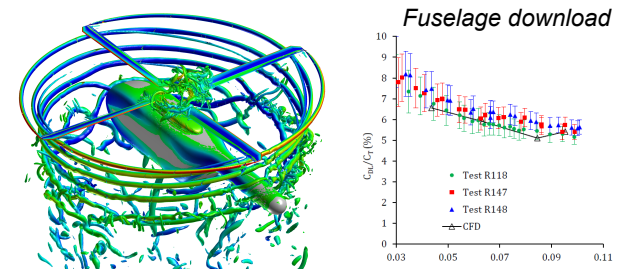 Fuselage download
10
9
8
7
6
5
4
3
2
1
0
C_DL/C_T (%)
Test R118
Test R147
Test R148
CFD
0.03 0.05 0.07 0.09 0.11